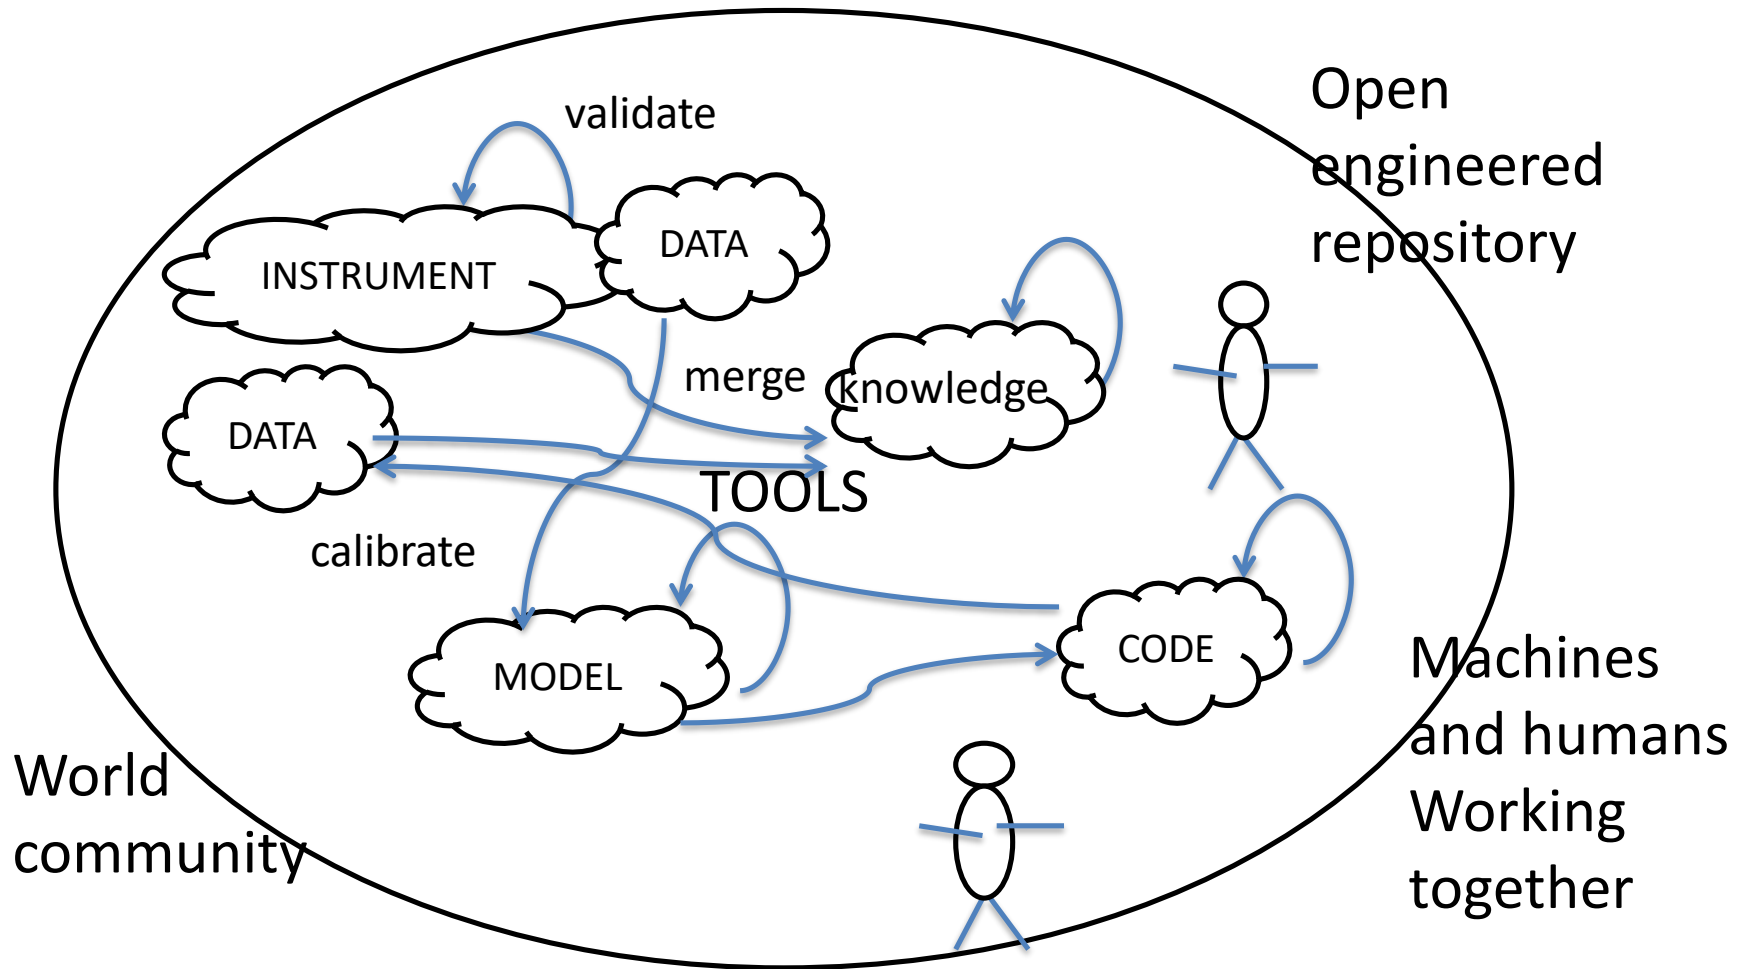 validate
Open
engineered
repository
DATA
INSTRUMENT
merge
knowledge
DATA
TOOLS
calibrate
MODEL
CODE
Machines
and humans
Working
together
World
community